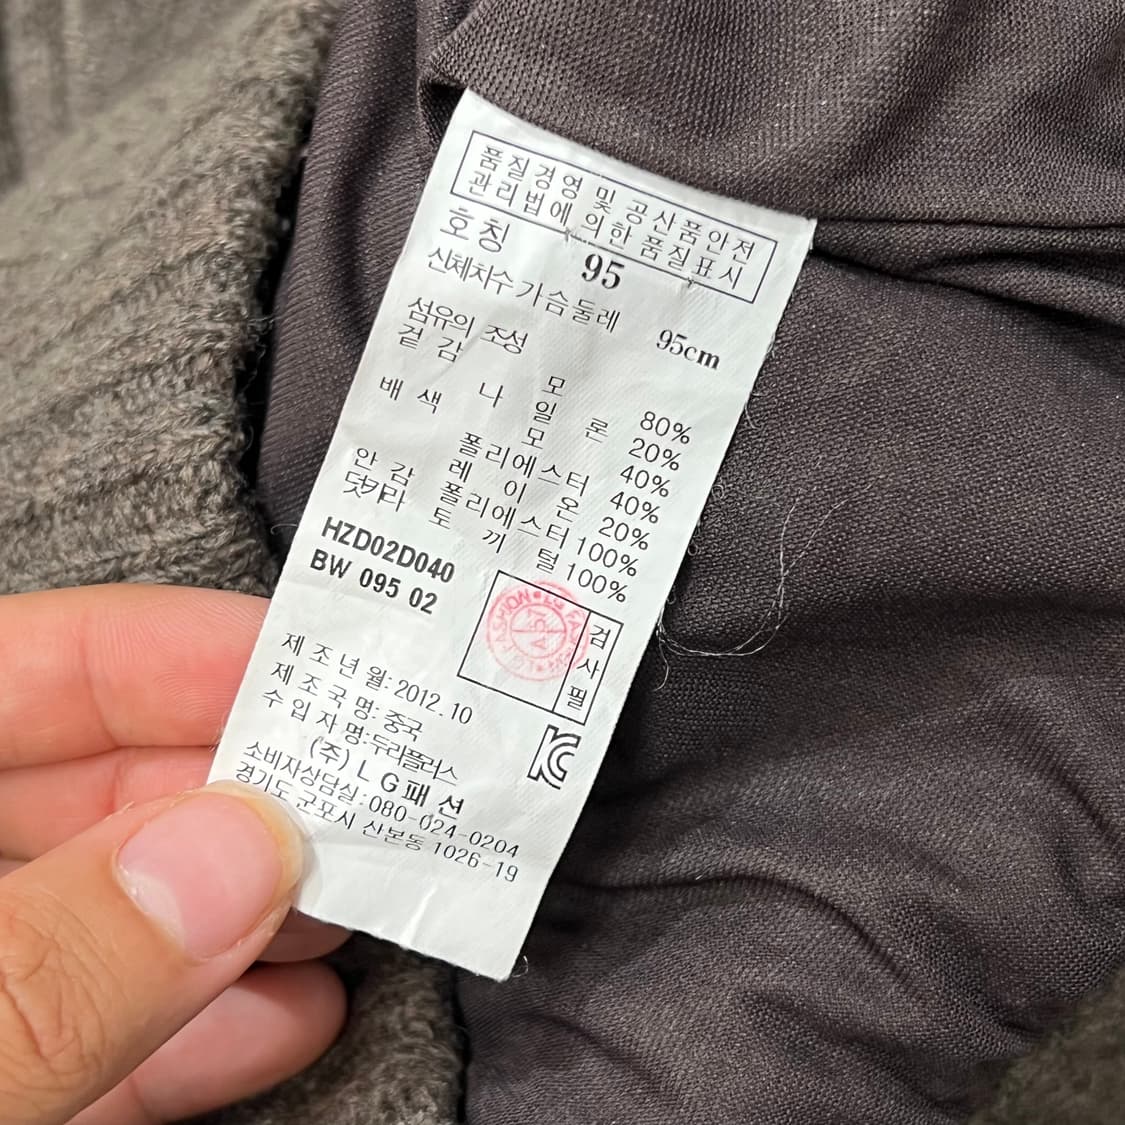 품질경영 및 공산품안전
관리법에 의한 품질표시
호칭 95
신체치수 가슴둘레 95cm
섬유의 조성
겉감 모 80%
나일론 20%
배색 모 40%
폴리에스터 40%
레이온 20%
안감 폴리에스터 100%
덧카라 토끼털 100%
HZD02D040
BW 095 02
검사필
제조년월: 2012.10
제조국명: 중국
수입자명:두리플러스
(주) L G 패션
소비자상담실:080-024-0204
경기도 군포시 산본동 1026-19